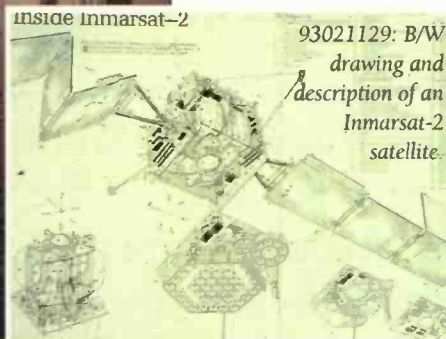 Inside Inmarsat–2
93021129: B/W
drawing and
description of an
Inmarsat-2
satellite.